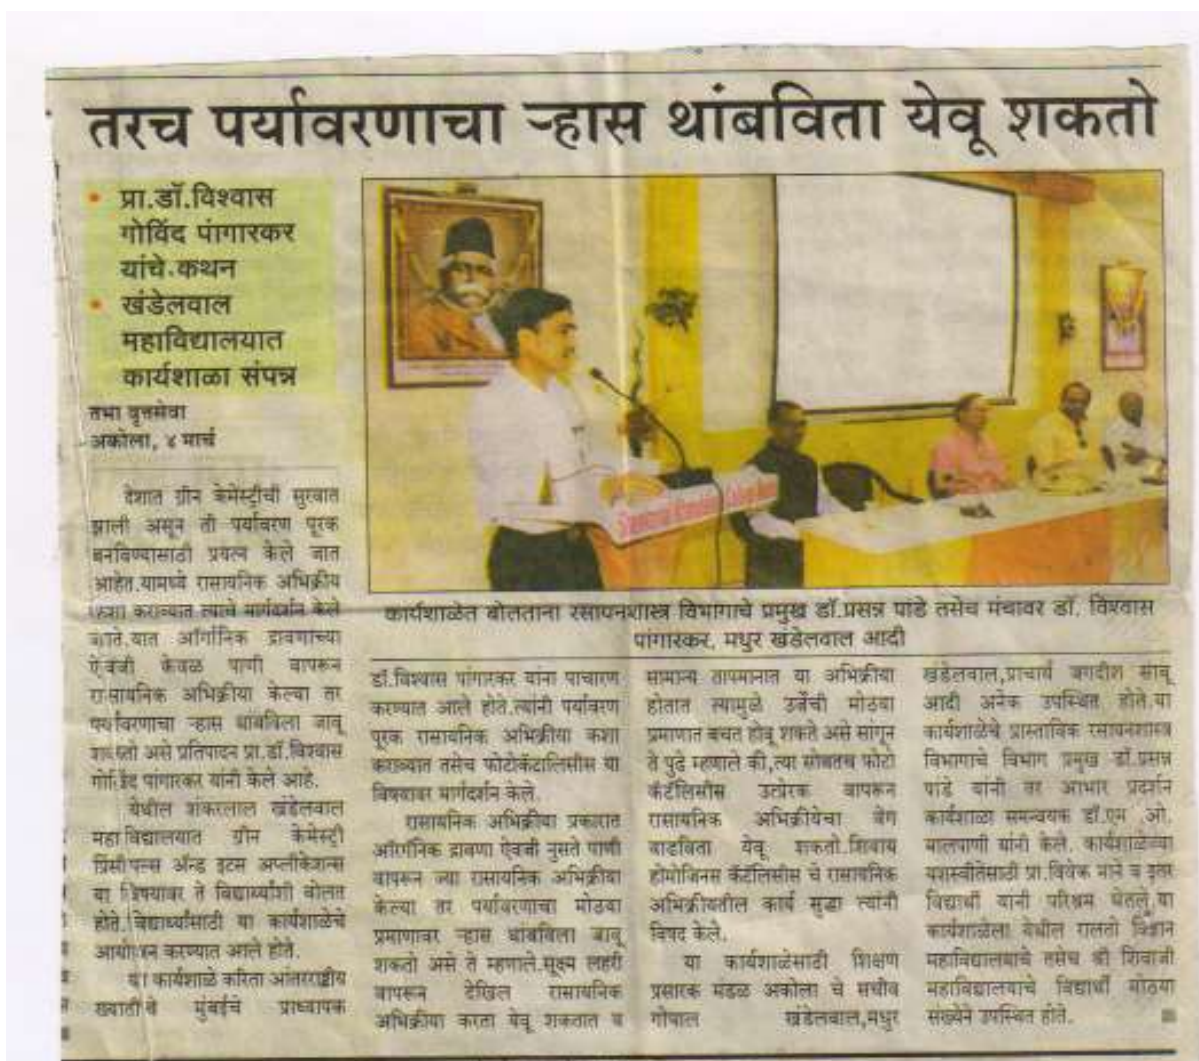 तरच पर्यावरणाचा ऱ्हास थांबविता येवू शकतो
• प्रा.डॉ.विश्वास
गोविंद पांगारकर
यांचे.कथन
• खंडेलवाल
महाविद्यालयात
कार्यशाळा संपन्न
तभा वृत्तसेवा
अकोला, ४ मार्च
देशात ग्रीन केमेस्ट्रीची सुरवात
झाली असून ती पर्यावरण पूरक
बनविण्यासाठी प्रयत्न केले जात
आहेत.यामध्ये रासायनिक अभिक्रीय
कशा कराव्यात त्याचे मार्गदर्शन केले
जाते.यात ऑर्गानिक द्रावणाच्या
ऐवजी केवळ पाणी वापरून
रासायनिक अभिक्रीया केल्या तर
पर्यावरणाचा ऱ्हास थांबविला जावू
शकतो असे प्रतिपादन प्रा.डॉ.विश्वास
गोविंद पांगारकर यांनी केले आहे.
येथील शंकरलाल खंडेलवाल
महाविद्यालयात ग्रीन केमेस्ट्री
प्रिंसीपल्स अ‍ॅन्ड इटस अप्लीकेशन्स
या विषयावर ते विद्यार्थ्यांशी बोलत
होते.विद्यार्थ्यांसाठी या कार्यशाळेचे
आयोजन करण्यात आले होते.
या कार्यशाळे करिता आंतरराष्ट्रीय
ख्यातीचे मुंबईचे प्राध्यापक
कार्यशाळेत बोलताना रसायनशास्त्र विभागाचे प्रमुख डॉ.प्रसन्न पांडे तसेच मंचावर डॉ. विश्वास
पांगारकर, मधुर खंडेलवाल आदी
डॉ.विश्वास पांगारकर यांना पाचारण
करण्यात आले होते.त्यांनी पर्यावरण
पूरक रासायनिक अभिक्रीया कशा
कराव्यात तसेच फोटोकॅटालिसीस या
विषयावर मार्गदर्शन केले.
रासायनिक अभिक्रीया प्रकारात
ऑर्गानिक द्रावणा ऐवजी नुसते पाणी
वापरून ज्या रासायनिक अभिक्रीया
केल्या तर पर्यावरणाचा मोठया
प्रमाणावर ऱ्हास थांबविला जावू
शकतो असे ते म्हणाले.सूक्ष्म लहरी
वापरून देखिल रासायनिक
अभिक्रीया करता येवू शकतात व
सामान्य तापमानात या अभिक्रीया
होतात त्यामुळे उर्जेची मोठया
प्रमाणात बचत होवू शकते असे सांगून
ते पुढे म्हणाले की,त्या सोबतच फोटो
कॅटॅलिसीस उत्प्रेरक वापरून
रासायनिक अभिक्रीयेचा वेग
वाढविता येवू शकतो.शिवाय
होमोजिनस कॅटॅलिसीस चे रासायनिक
अभिक्रीयेतील कार्य सुद्धा त्यांनी
विषद केले.
या कार्यशाळेसाठी शिक्षण
प्रसारक मंडळ अकोला चे सचीव
गोपाल खंडेलवाल,मधुर
खंडेलवाल,प्राचार्य जगदीश साबू
आदी अनेक उपस्थित होते.या
कार्यशाळेचे प्रास्ताविक रसायनशास्त्र
विभागाचे विभाग प्रमुख डॉ.प्रसन्न
पांडे यांनी तर आभार प्रदर्शन
कार्यशाळा समन्वयक डॉ.एम .ओ.
मालपाणी यांनी केले. कार्यशाळेच्या
यशस्वीतेसाठी प्रा.विवेक माने व इतर
विद्यार्थी यांनी परिश्रम घेतले.या
कार्यशाळेला येथील रालतो विज्ञान
महाविद्यालयाचे तसेच श्री शिवाजी
महाविद्यालयाचे विद्यार्थी मोठया
संख्येने उपस्थित होते.